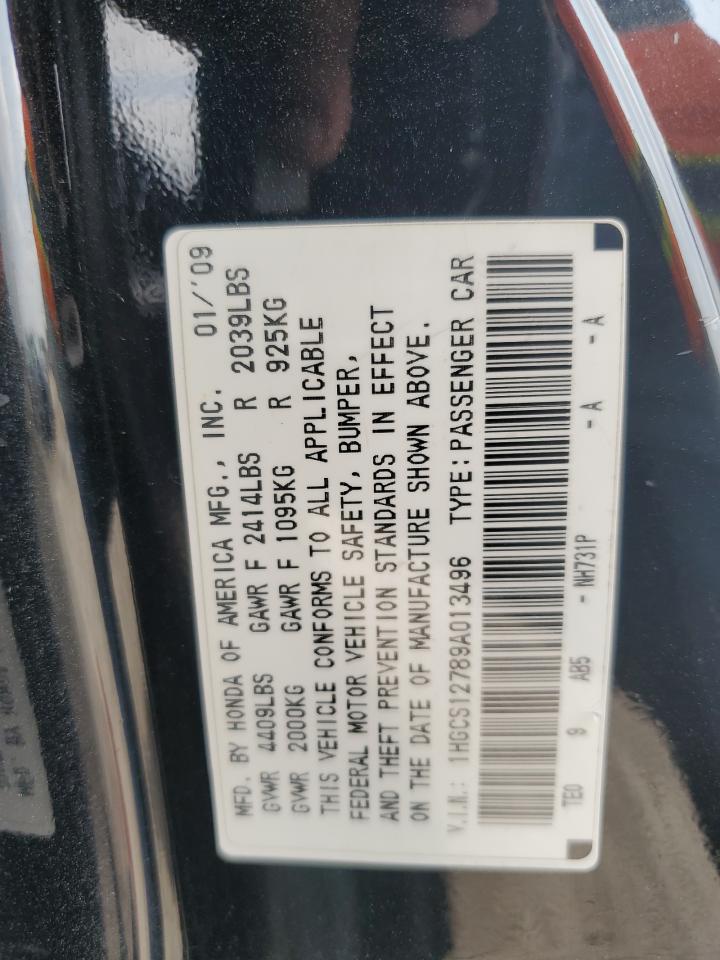 MFD. BY HONDA OF AMERICA MFG., INC. 01/'09
GVWR 4409LBS GAWR F 2414LBS R 2039LBS
GVWR 2000KG GAWR F 1095KG R 925KG
THIS VEHICLE CONFORMS TO ALL APPLICABLE
FEDERAL MOTOR VEHICLE SAFETY, BUMPER,
AND THEFT PREVENTION STANDARDS IN EFFECT
ON THE DATE OF MANUFACTURE SHOWN ABOVE.
V.I.N.: 1HGCS12789A013496 TYPE: PASSENGER CAR
TEO 9 AB5 - NH731P - A - A